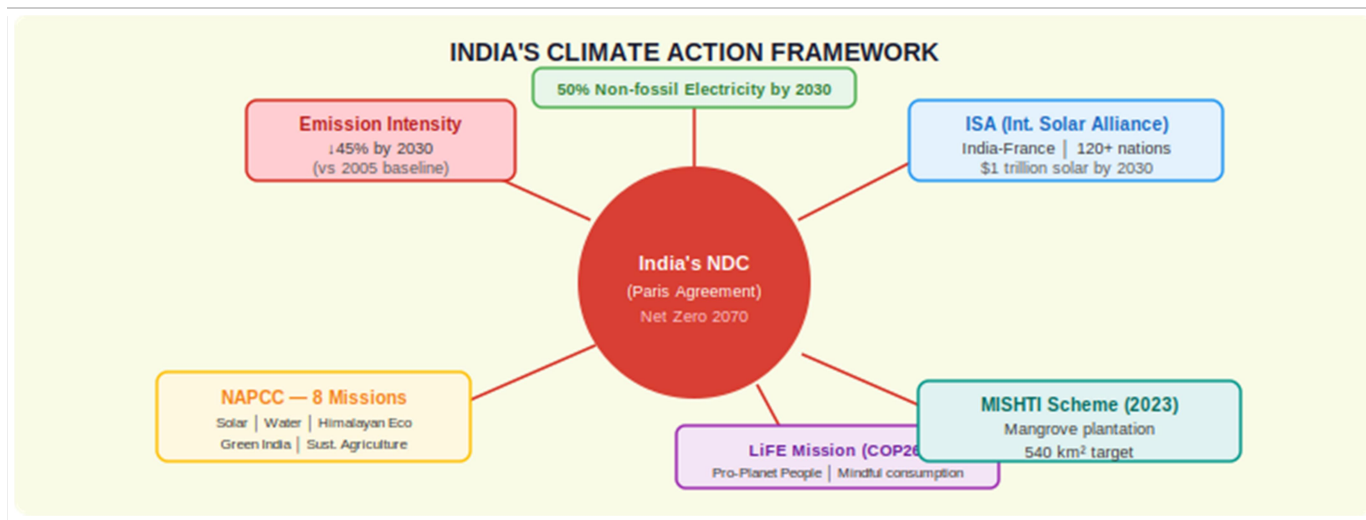 INDIA'S CLIMATE ACTION FRAMEWORK
50% Non-fossil Electricity by 2030
Emission Intensity
↓45% by 2030
(vs 2005 baseline)
ISA (Int. Solar Alliance)
India-France │ 120+ nations
$1 trillion solar by 2030
India's NDC
(Paris Agreement)
Net Zero 2070
NAPCC — 8 Missions
Solar │ Water │ Himalayan Eco
Green India │ Sust. Agriculture
LiFE Mission (COP26
Pro-Planet People │ Mindful consumption
MISHTI Scheme (2023)
Mangrove plantation
540 km² target